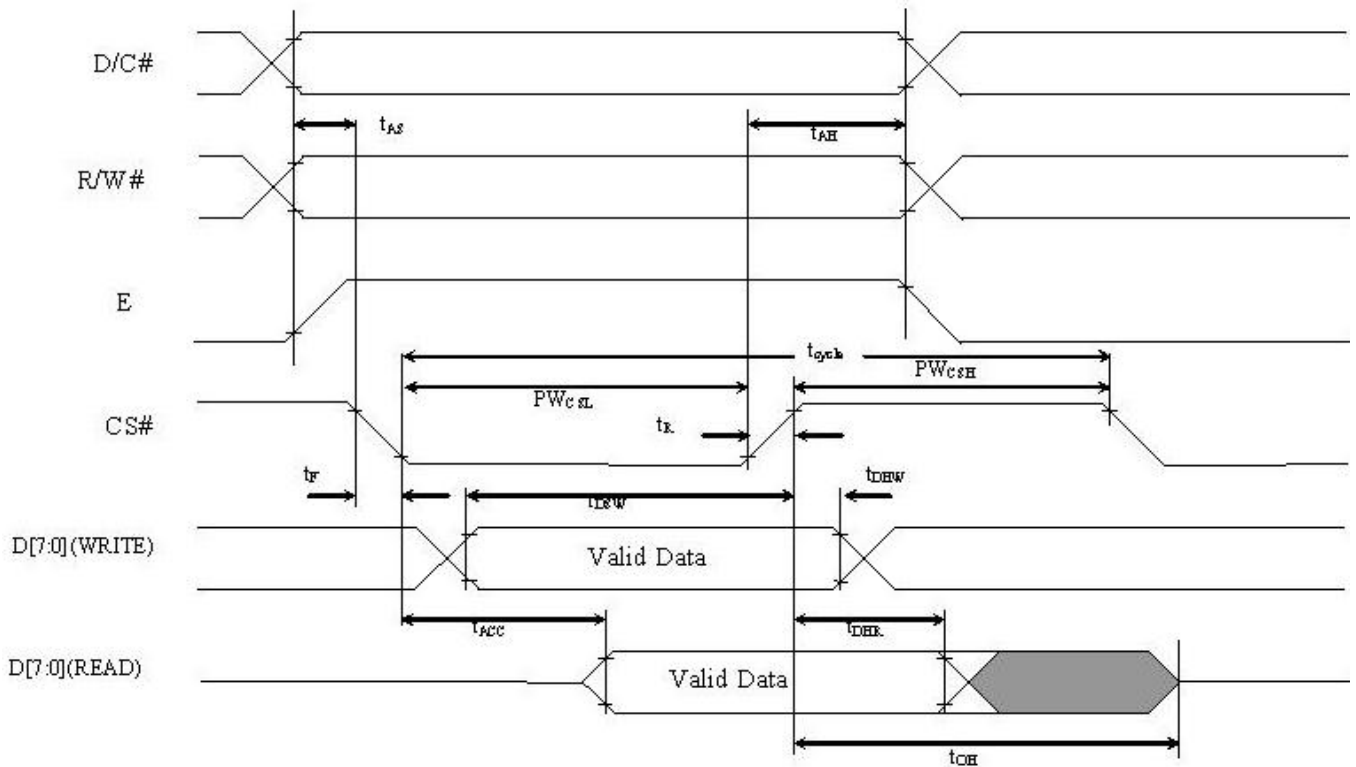 D/C#
tAS
tAH
R/W#
E
tcycle
PWCSH
PWCSL
CS#
tR
tF
tDHW
tDSW
D[7:0](WRITE)
Valid Data
tACC
tDHR
D[7:0](READ)
Valid Data
tOH